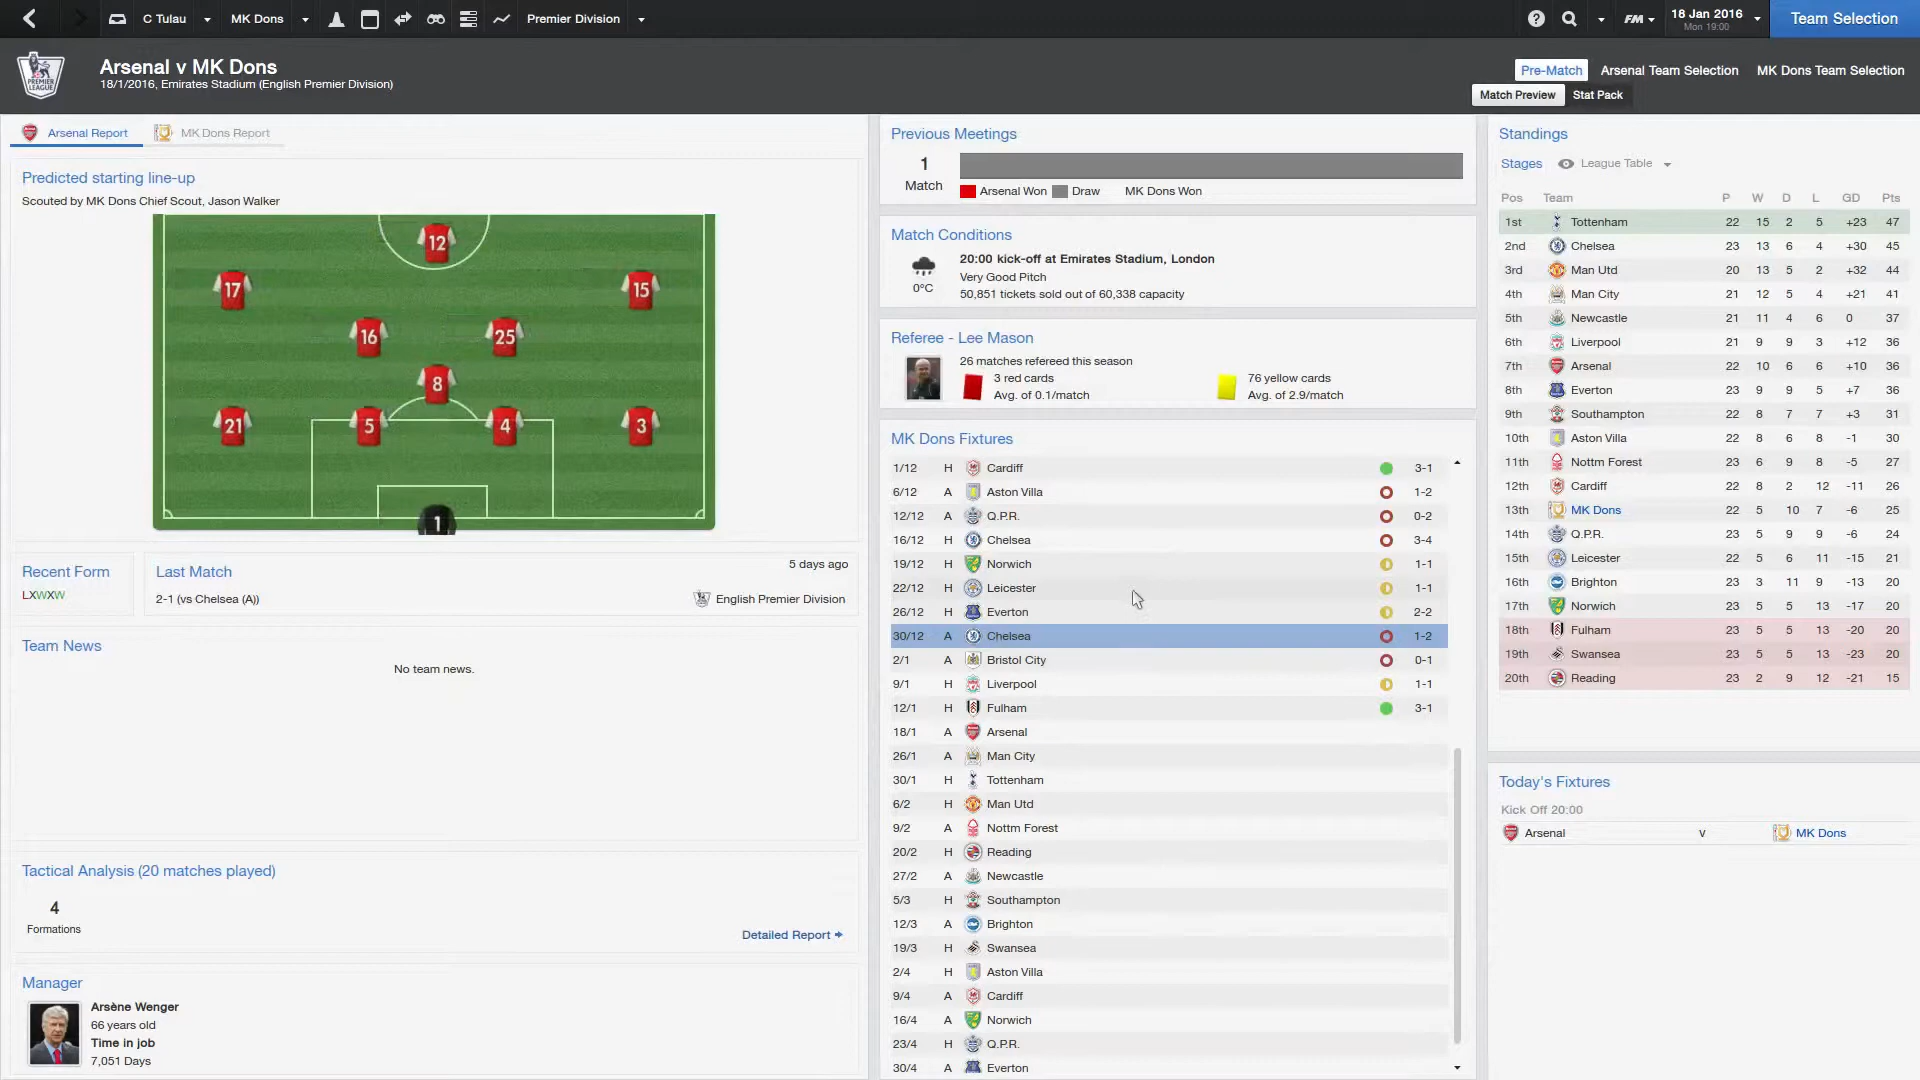 C Tulau MK Dons Premier Division FM 18 Jan 2016 Mon 19:00 Team Selection
Arsenal v MK Dons
18/1/2016, Emirates Stadium (English Premier Division)
Pre-Match Arsenal Team Selection MK Dons Team Selection
Match Preview Stat Pack
PREMIER LEAGUE
Arsenal Report MK Dons Report
Predicted starting line-up
Scouted by MK Dons Chief Scout, Jason Walker
12
17 15
16 25
8
21 5 4 3
1
Recent Form
LXWXW
Last Match 5 days ago
2-1 (vs Chelsea (A)) English Premier Division
Team News
No team news.
Tactical Analysis (20 matches played)
4
Formations
Detailed Report
Manager
Arsène Wenger
66 years old
Time in job
7,051 Days
Previous Meetings
1
Match
Arsenal Won Draw MK Dons Won
Match Conditions
0°C
20:00 kick-off at Emirates Stadium, London
Very Good Pitch
50,851 tickets sold out of 60,338 capacity
Referee - Lee Mason
26 matches refereed this season
3 red cards 76 yellow cards
Avg. of 0.1/match Avg. of 2.9/match
MK Dons Fixtures
1/12 H Cardiff 3-1
6/12 A Aston Villa 1-2
12/12 A Q.P.R. 0-2
16/12 H Chelsea 3-4
19/12 H Norwich 1-1
22/12 H Leicester 1-1
26/12 H Everton 2-2
30/12 A Chelsea 1-2
2/1 A Bristol City 0-1
9/1 H Liverpool 1-1
12/1 H Fulham 3-1
18/1 A Arsenal
26/1 A Man City
30/1 H Tottenham
6/2 H Man Utd
9/2 A Nottm Forest
20/2 H Reading
27/2 A Newcastle
5/3 H Southampton
12/3 A Brighton
19/3 H Swansea
2/4 H Aston Villa
9/4 A Cardiff
16/4 A Norwich
23/4 H Q.P.R.
30/4 A Everton
Standings
Stages League Table
Pos Team P W D L GD Pts
1st Tottenham 22 15 2 5 +23 47
2nd Chelsea 23 13 6 4 +30 45
3rd Man Utd 20 13 5 2 +32 44
4th Man City 21 12 5 4 +21 41
5th Newcastle 21 11 4 6 0 37
6th Liverpool 21 9 9 3 +12 36
7th Arsenal 22 10 6 6 +10 36
8th Everton 23 9 9 5 +7 36
9th Southampton 22 8 7 7 +3 31
10th Aston Villa 22 8 6 8 -1 30
11th Nottm Forest 23 6 9 8 -5 27
12th Cardiff 22 8 2 12 -11 26
13th MK Dons 22 5 10 7 -6 25
14th Q.P.R. 23 5 9 9 -6 24
15th Leicester 22 5 6 11 -15 21
16th Brighton 23 3 11 9 -13 20
17th Norwich 23 5 5 13 -17 20
18th Fulham 23 5 5 13 -20 20
19th Swansea 23 5 5 13 -23 20
20th Reading 23 2 9 12 -21 15
Today's Fixtures
Kick Off 20:00
Arsenal v MK Dons